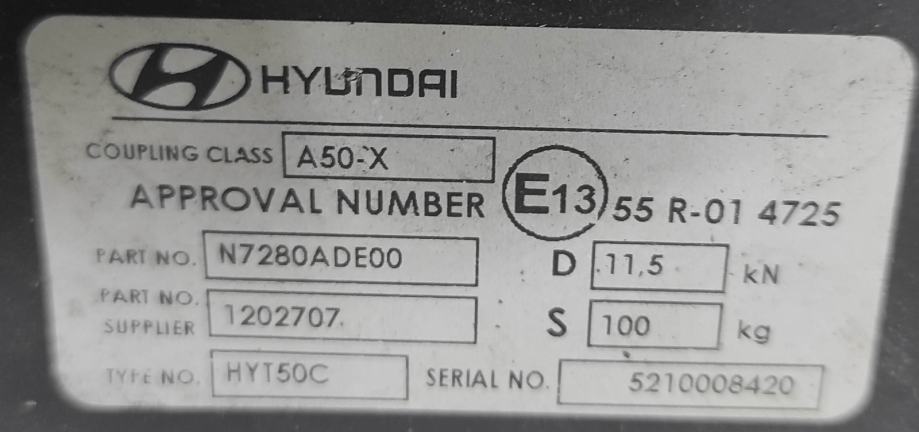 HYUNDAI
COUPLING CLASS A50-X
APPROVAL NUMBER E13 55 R-01 4725
PART NO. N7280ADE00 D 11,5 kN
PART NO. SUPPLIER 1202707 S 100 kg
TYPE NO. HYT50C SERIAL NO. 5210008420